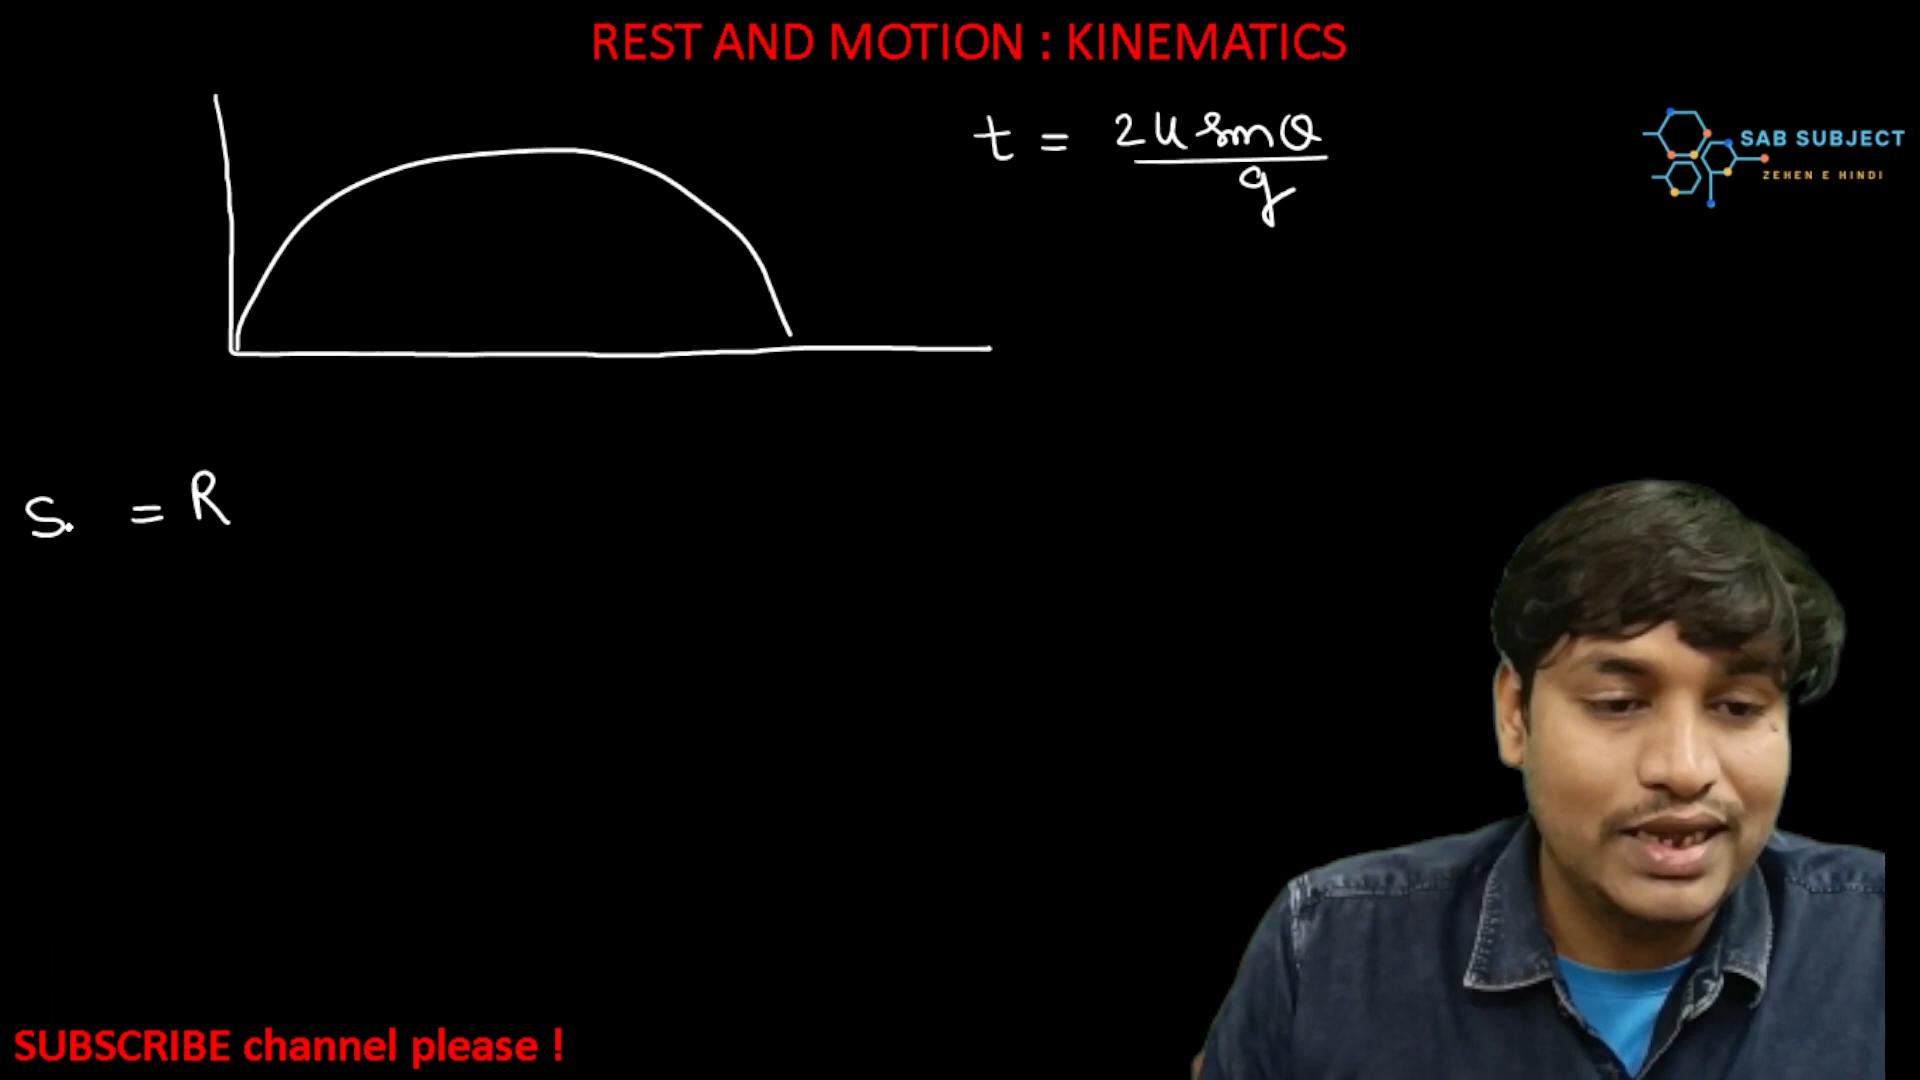 REST AND MOTION : KINEMATICS
t = 2u sinθ / g
SAB SUBJECT
ZEHEN E HINDI
S. = R
SUBSCRIBE channel please !